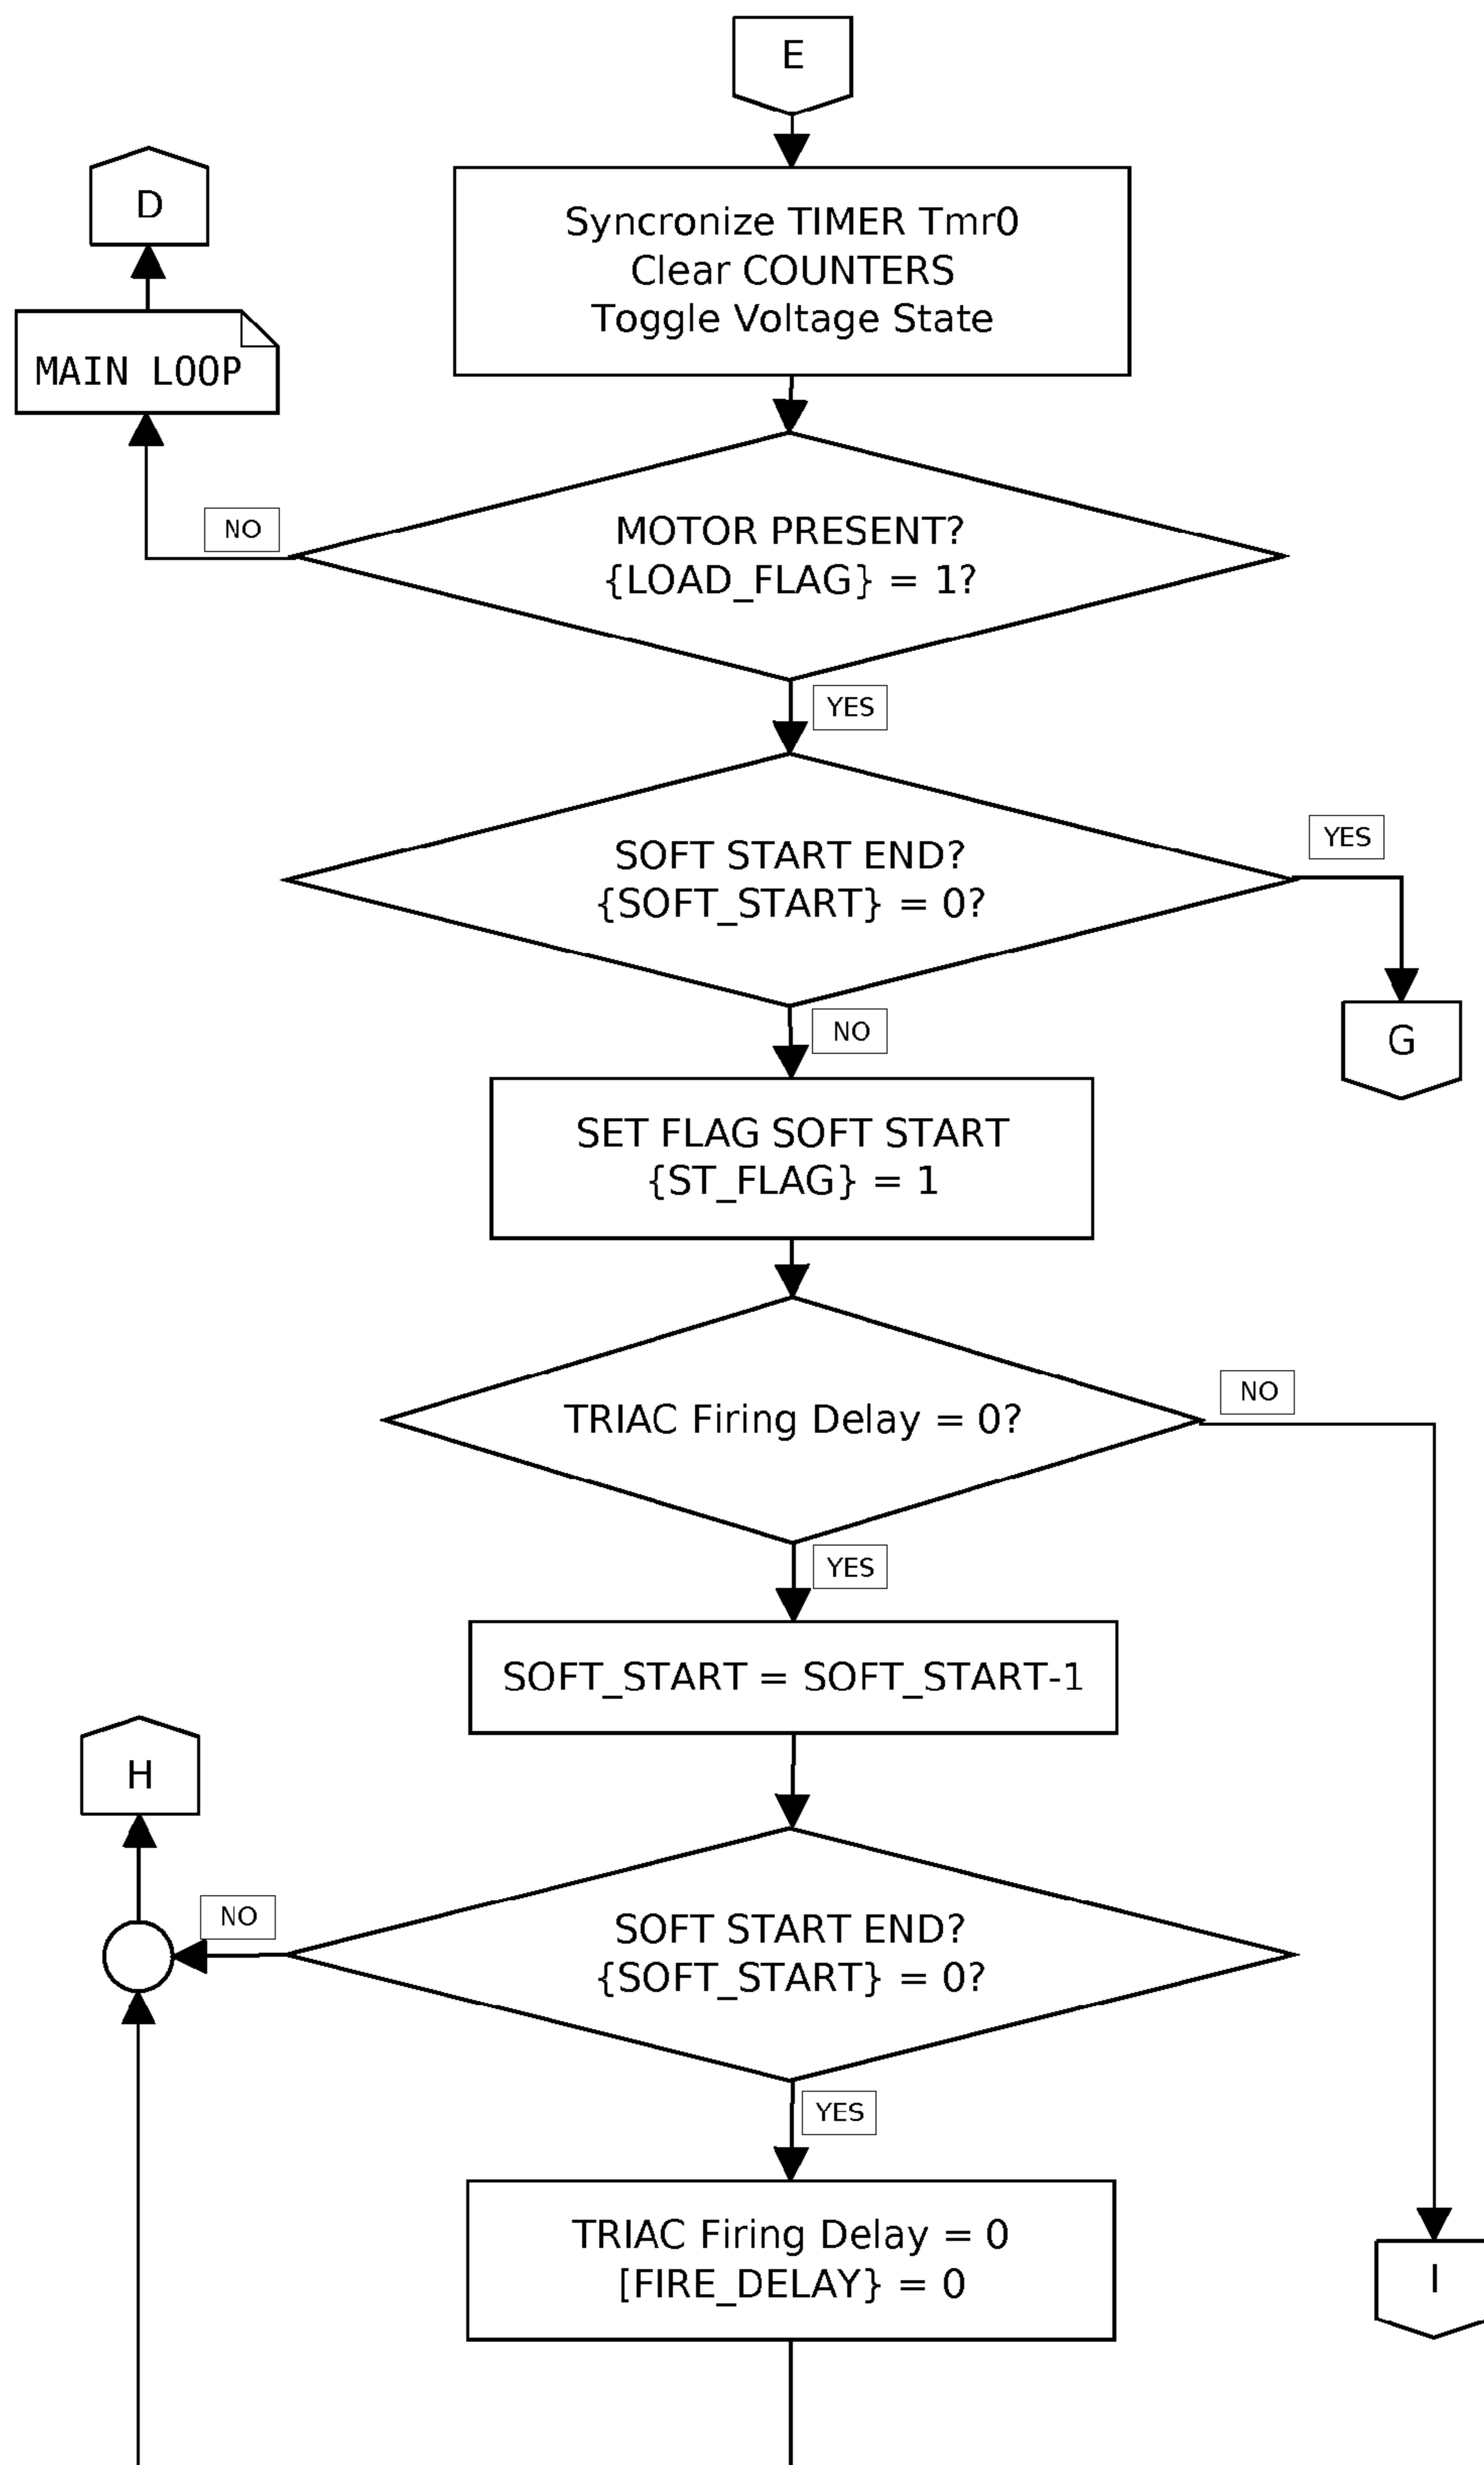 E
D
Syncronize TIMER Tmr0
Clear COUNTERS
Toggle Voltage State
MAIN LOOP
MOTOR PRESENT?
{LOAD_FLAG} = 1?
NO
YES
SOFT START END?
{SOFT_START} = 0?
YES
G
NO
SET FLAG SOFT START
{ST_FLAG} = 1
TRIAC Firing Delay = 0?
NO
YES
SOFT_START = SOFT_START-1
H
SOFT START END?
{SOFT_START} = 0?
NO
YES
TRIAC Firing Delay = 0
[FIRE_DELAY} = 0
I